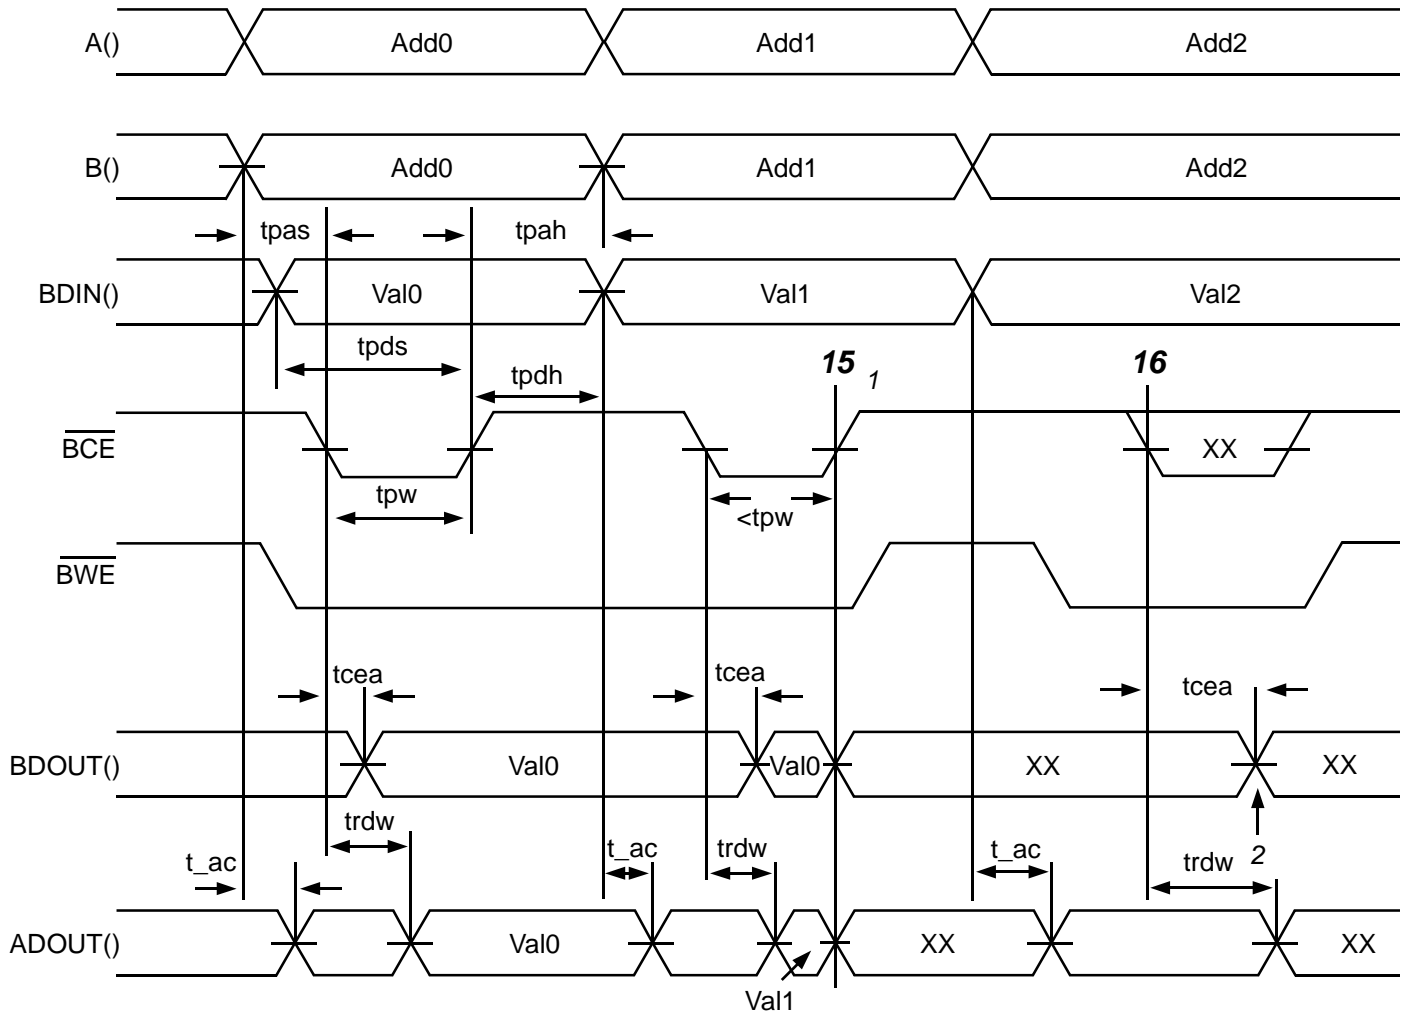 A() Add0 Add1 Add2
B() Add0 Add1 Add2
tpas tpah
BDIN() Val0 Val1 Val2
tpds
tpdh 15 1 16
BCE XX
tpw <tpw
BWE
tcea tcea tcea
BDOUT() Val0 Val0 XX XX
trdw
t_ac t_ac trdw t_ac trdw 2
ADOUT() Val0 XX XX
Val1